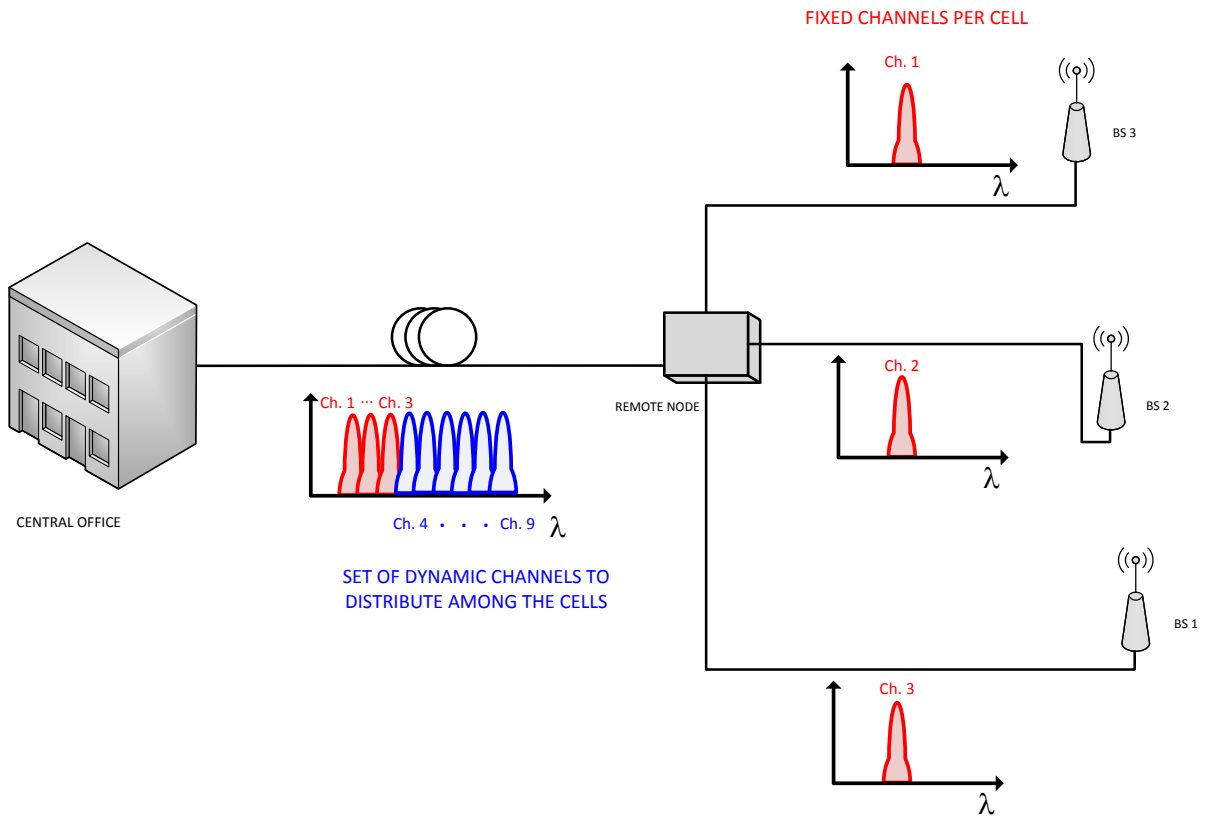 FIXED CHANNELS PER CELL
Ch. 1
BS 3
λ
Ch. 2
BS 2
λ
REMOTE NODE
Ch. 1 ··· Ch. 3
CENTRAL OFFICE
Ch. 4 · · · Ch. 9
λ
SET OF DYNAMIC CHANNELS TO
DISTRIBUTE AMONG THE CELLS
BS 1
Ch. 3
λ